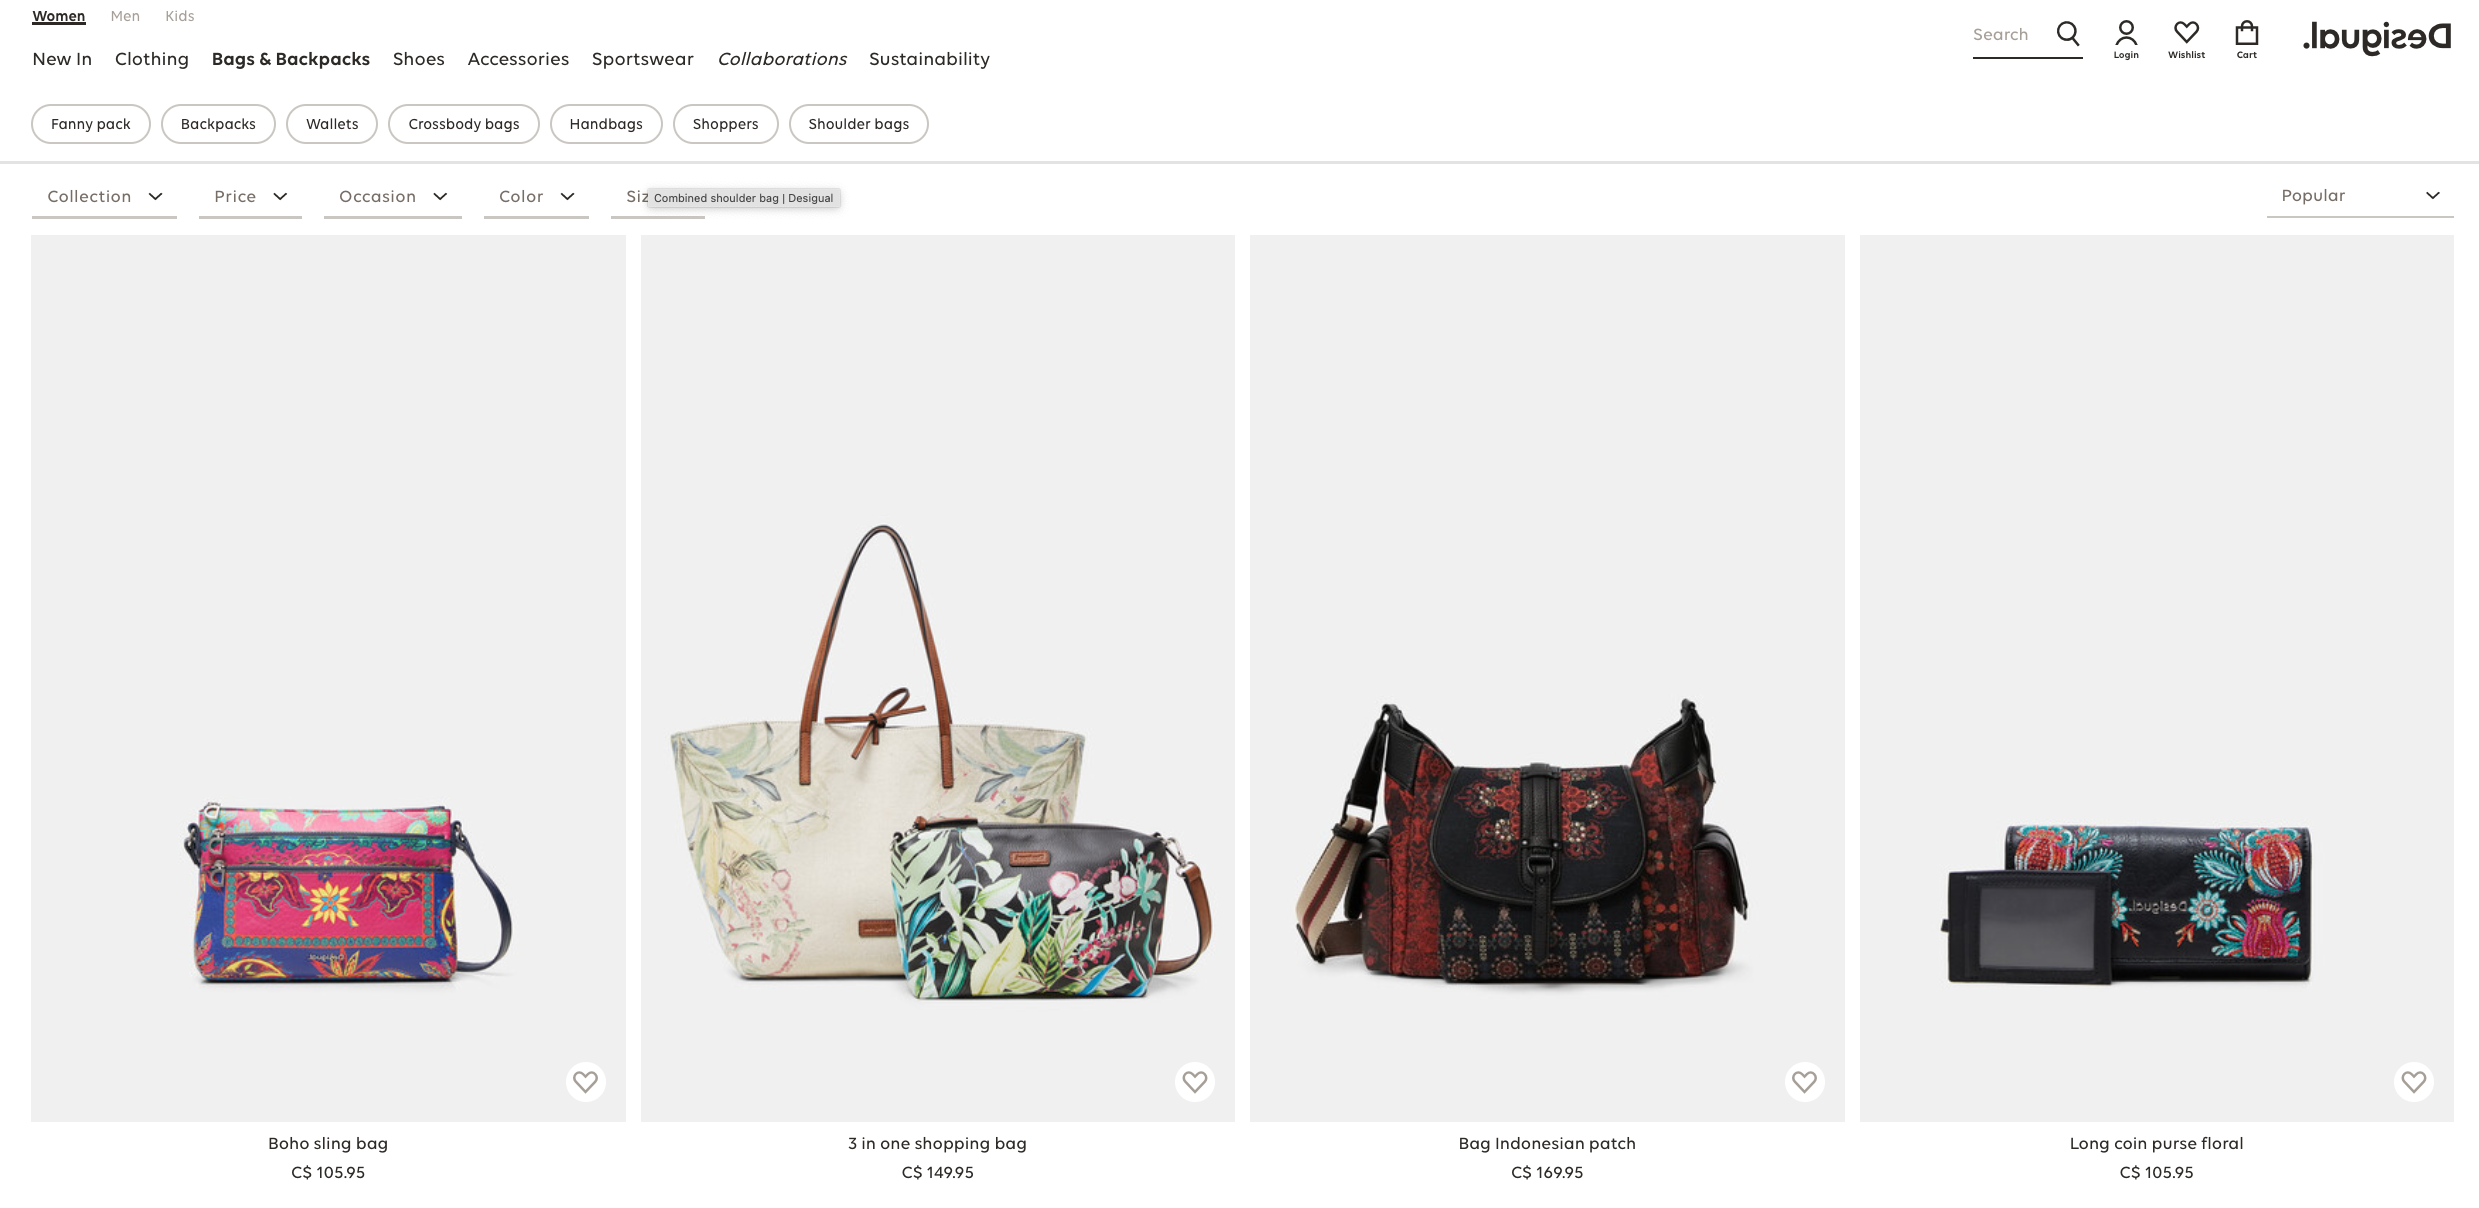 Women Men Kids
New In Clothing Bags & Backpacks Shoes Accessories Sportswear Collaborations Sustainability
Search Login Wishlist Cart Desigual.
Fanny pack Backpacks Wallets Crossbody bags Handbags Shoppers Shoulder bags
Collection Price Occasion Color Siz Combined shoulder bag | Desigual Popular
Desigual.
Desigual.
Boho sling bag
C$ 105.95
3 in one shopping bag
C$ 149.95
Bag Indonesian patch
C$ 169.95
Long coin purse floral
C$ 105.95